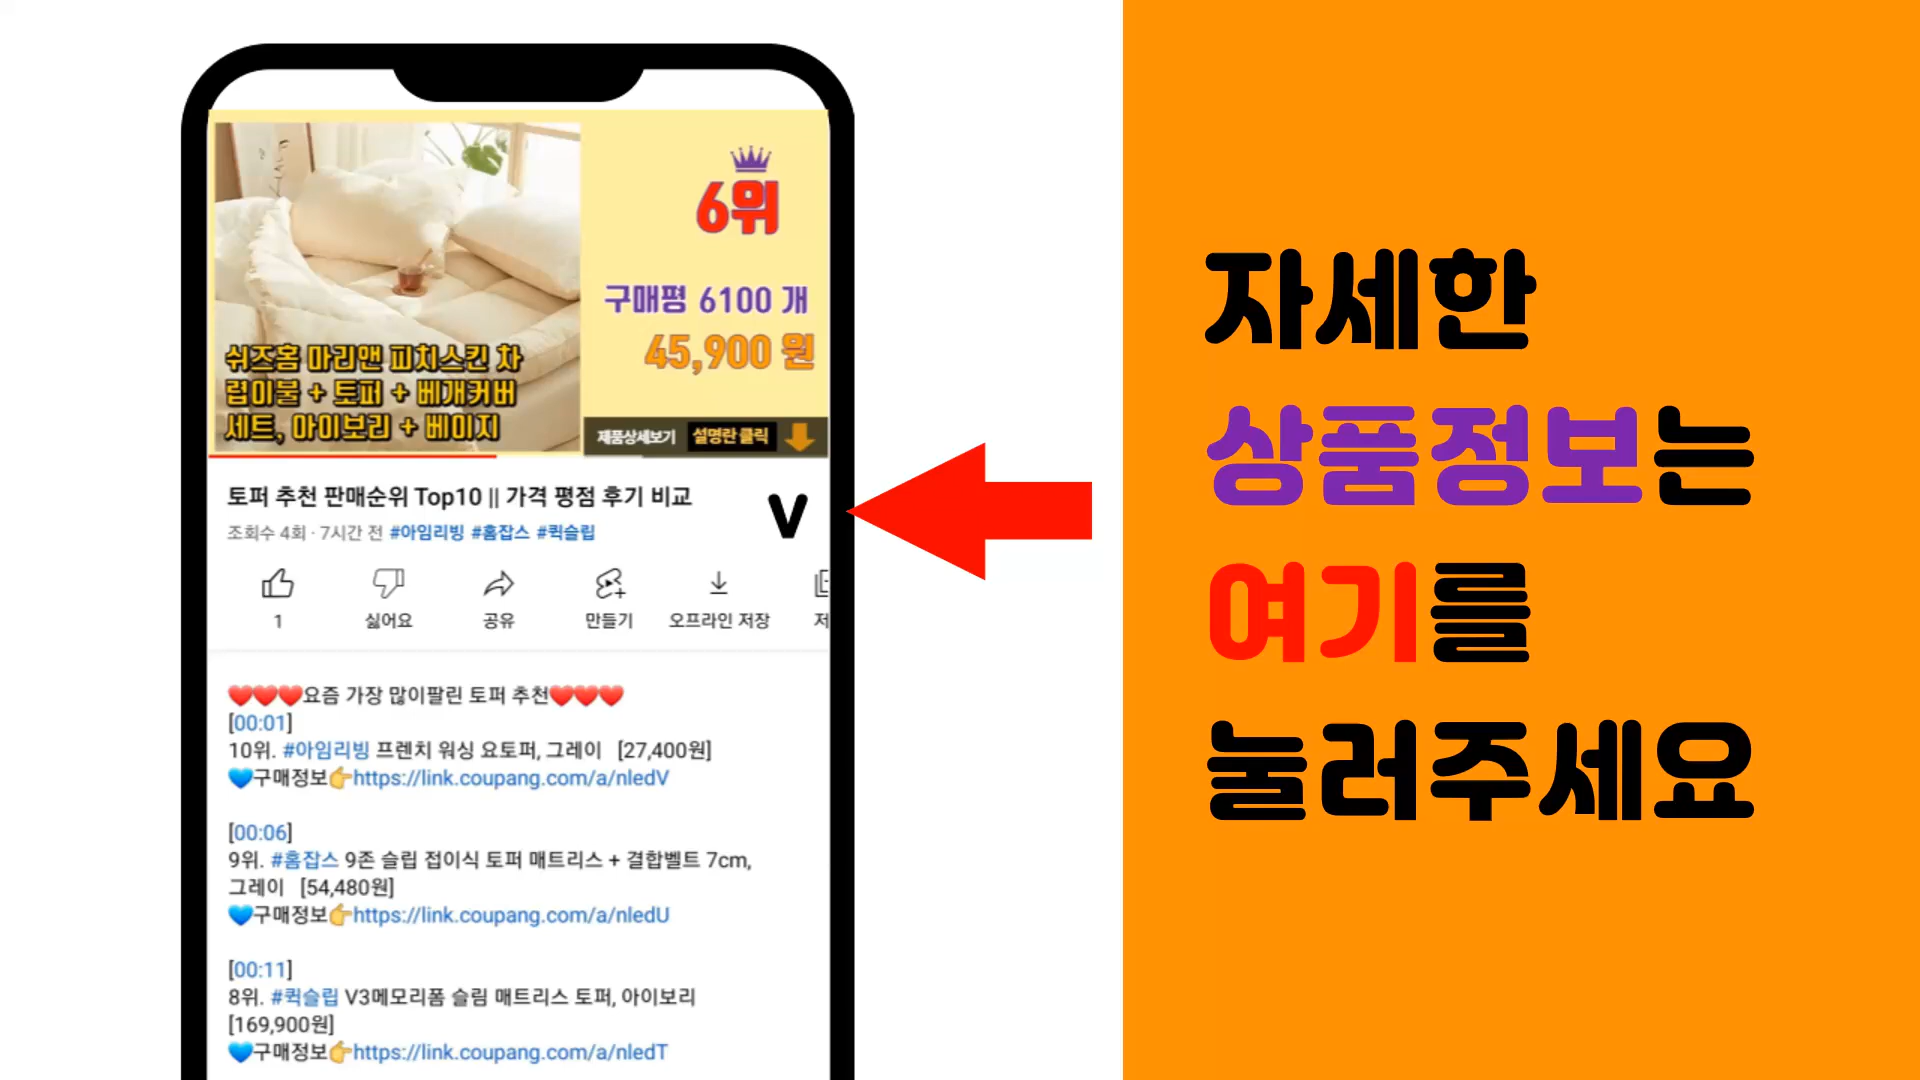 6위
구매평 6100 개
45,900 원
쉬즈홈 마리앤 피치스킨 차
렵이불 + 토퍼 + 베개커버
세트, 아이보리 + 베이지
제품상세보기 설명란 클릭
토퍼 추천 판매순위 Top10 || 가격 평점 후기 비교
V
조회수 4회 · 7시간 전 #아임리빙 #홈잡스 #퀵슬립
1 싫어요 공유 만들기 오프라인 저장 저
❤️❤️❤️요즘 가장 많이팔린 토퍼 추천❤️❤️❤️
[00:01]
10위. #아임리빙 프렌치 워싱 요토퍼, 그레이 [27,400원]
💙구매정보👉https://link.coupang.com/a/nledV
[00:06]
9위. #홈잡스 9존 슬립 접이식 토퍼 매트리스 + 결합벨트 7cm,
그레이 [54,480원]
💙구매정보👉https://link.coupang.com/a/nledU
[00:11]
8위. #퀵슬립 V3메모리폼 슬림 매트리스 토퍼, 아이보리
[169,900원]
💙구매정보👉https://link.coupang.com/a/nledT
자세한
상품정보는
여기를
눌러주세요